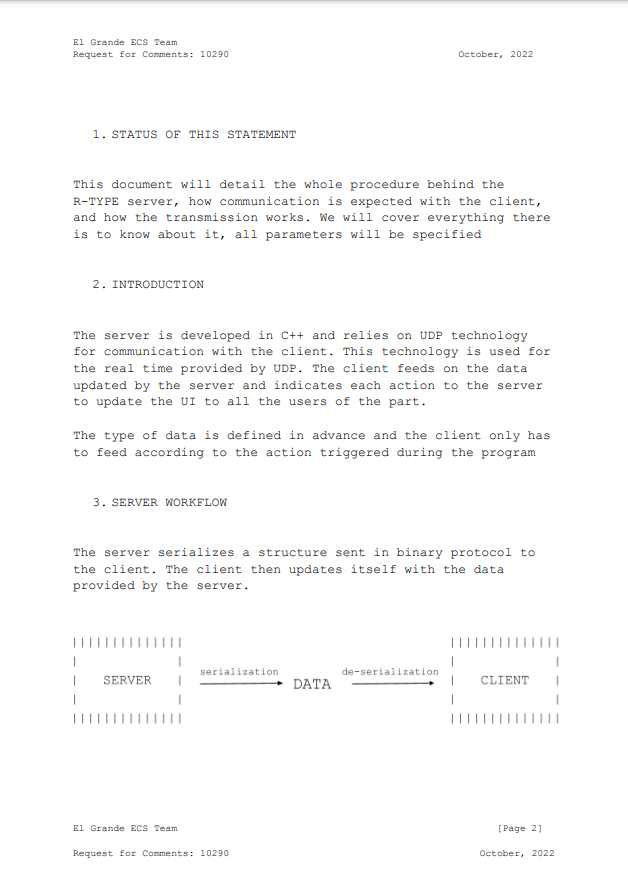 El Grande ECS Team
Request for Comments: 10290 October, 2022
1. STATUS OF THIS STATEMENT
This document will detail the whole procedure behind the
R-TYPE server, how communication is expected with the client,
and how the transmission works. We will cover everything there
is to know about it, all parameters will be specified
2. INTRODUCTION
The server is developed in C++ and relies on UDP technology
for communication with the client. This technology is used for
the real time provided by UDP. The client feeds on the data
updated by the server and indicates each action to the server
to update the UI to all the users of the part.
The type of data is defined in advance and the client only has
to feed according to the action triggered during the program
3. SERVER WORKFLOW
The server serializes a structure sent in binary protocol to
the client. The client then updates itself with the data
provided by the server.
serialization de-serialization
SERVER DATA CLIENT
El Grande ECS Team [Page 2]
Request for Comments: 10290 October, 2022